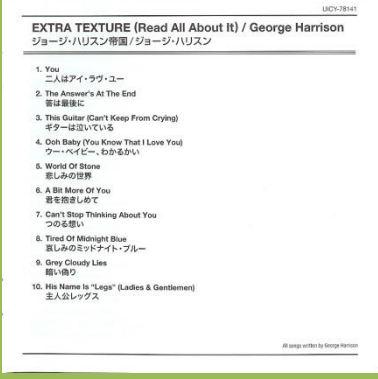 UICY-78141
EXTRA TEXTURE (Read All About It) / George Harrison
ジョージ・ハリスン帝国/ジョージ・ハリスン
1. You
二人はアイ・ラヴ・ユー
2. The Answer's At The End
答は最後に
3. This Guitar (Can't Keep From Crying)
ギターは泣いている
4. Ooh Baby (You Know That I Love You)
ウー・ベイビー、わかるかい
5. World Of Stone
悲しみの世界
6. A Bit More Of You
君を抱きしめて
7. Can't Stop Thinking About You
つのる想い
8. Tired Of Midnight Blue
哀しみのミッドナイト・ブルー
9. Grey Cloudy Lies
暗い偽り
10. His Name Is "Legs" (Ladies & Gentlemen)
主人公レッグス
All songs written by George Harrison